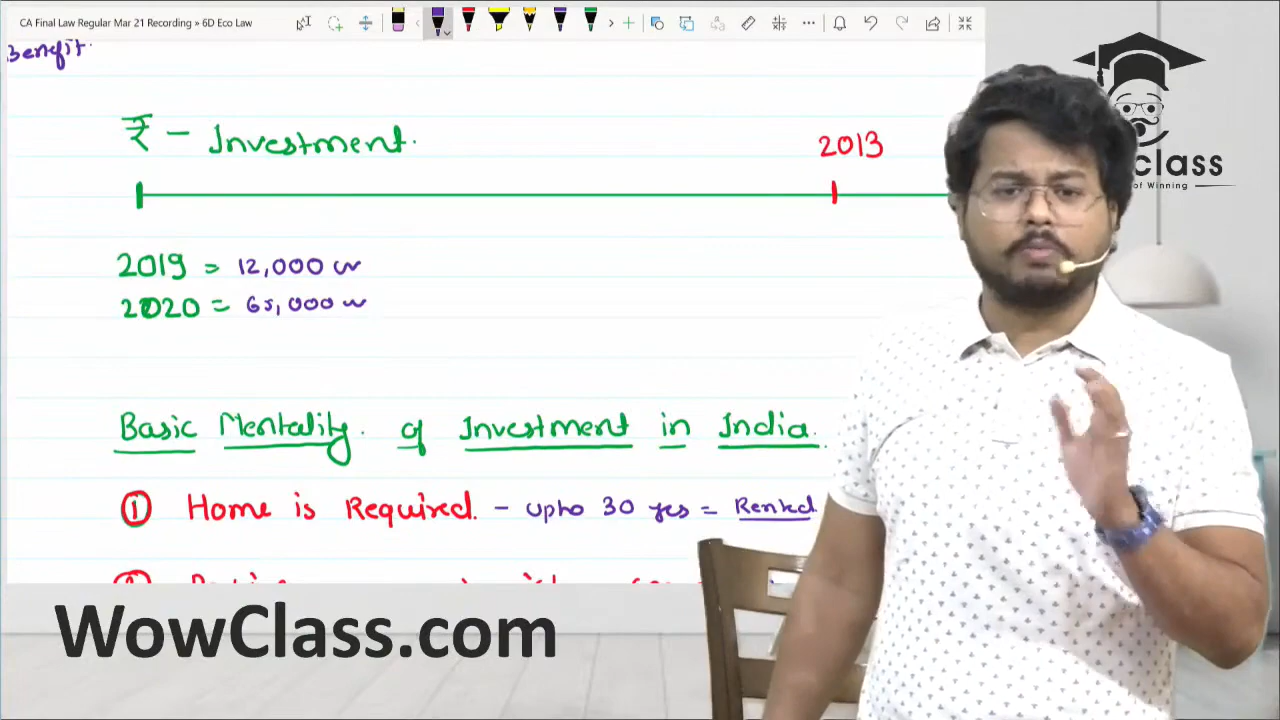 CA Final Law Regular Mar 21 Recording » 6D Eco Law
Benefit.
₹ - Investment.
2013
2019 = 12,000 cr
2020 = 65,000 cr
Basic Mentality of Investment in India.
① Home is Required. - upto 30 yrs = Rented
class
of Winning
WowClass.com